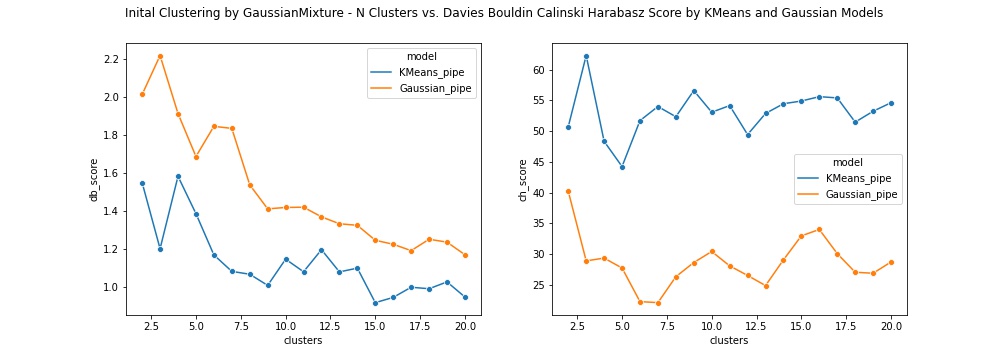 Inital Clustering by GaussianMixture - N Clusters vs. Davies Bouldin Calinski Harabasz Score by KMeans and Gaussian Models
db_score
2.2
2.0
1.8
1.6
1.4
1.2
1.0
model
KMeans_pipe
Gaussian_pipe
2.5 5.0 7.5 10.0 12.5 15.0 17.5 20.0
clusters
ch_score
60
55
50
45
40
35
30
25
model
KMeans_pipe
Gaussian_pipe
2.5 5.0 7.5 10.0 12.5 15.0 17.5 20.0
clusters